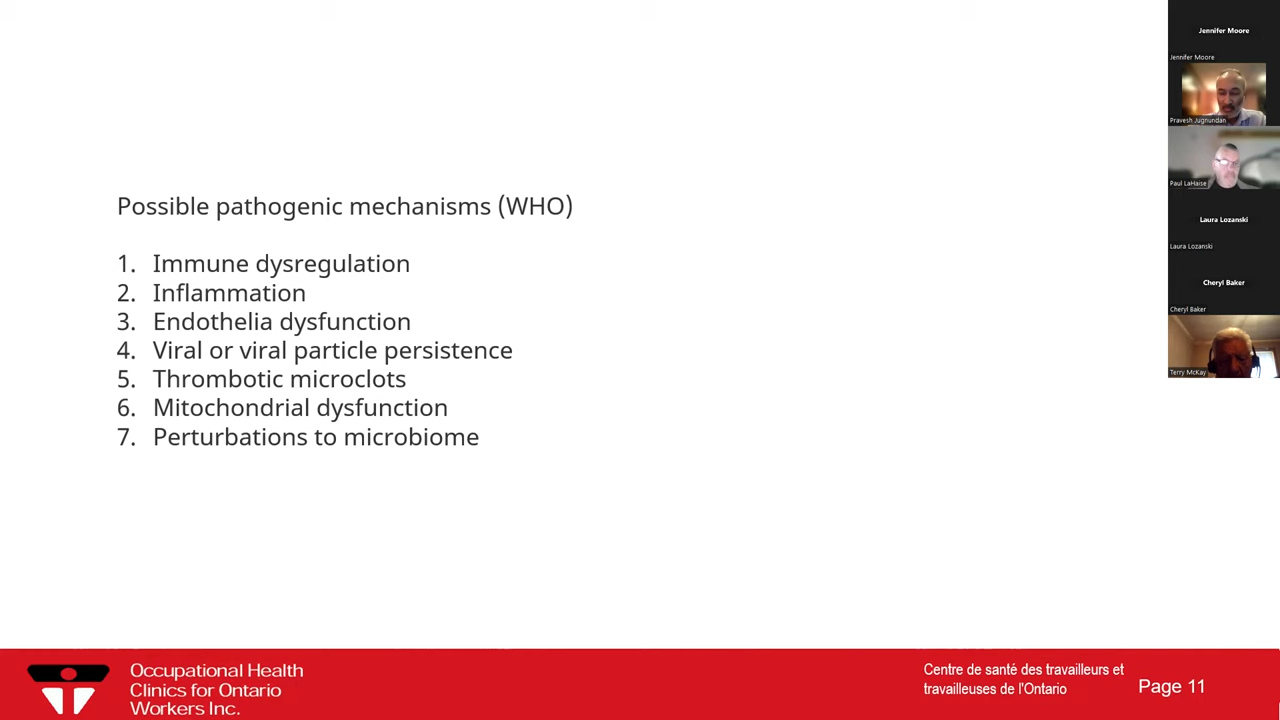 Possible pathogenic mechanisms (WHO)
1. Immune dysregulation
2. Inflammation
3. Endothelia dysfunction
4. Viral or viral particle persistence
5. Thrombotic microclots
6. Mitochondrial dysfunction
7. Perturbations to microbiome
Occupational Health
Clinics for Ontario
Workers Inc.
Centre de santé des travailleurs et
travailleuses de l'Ontario
Page 11
Jennifer Moore
Jennifer Moore
Pravesh Jugnundan
Paul LaHaise
Laura Lozanski
Laura Lozanski
Cheryl Baker
Cheryl Baker
Terry McKay